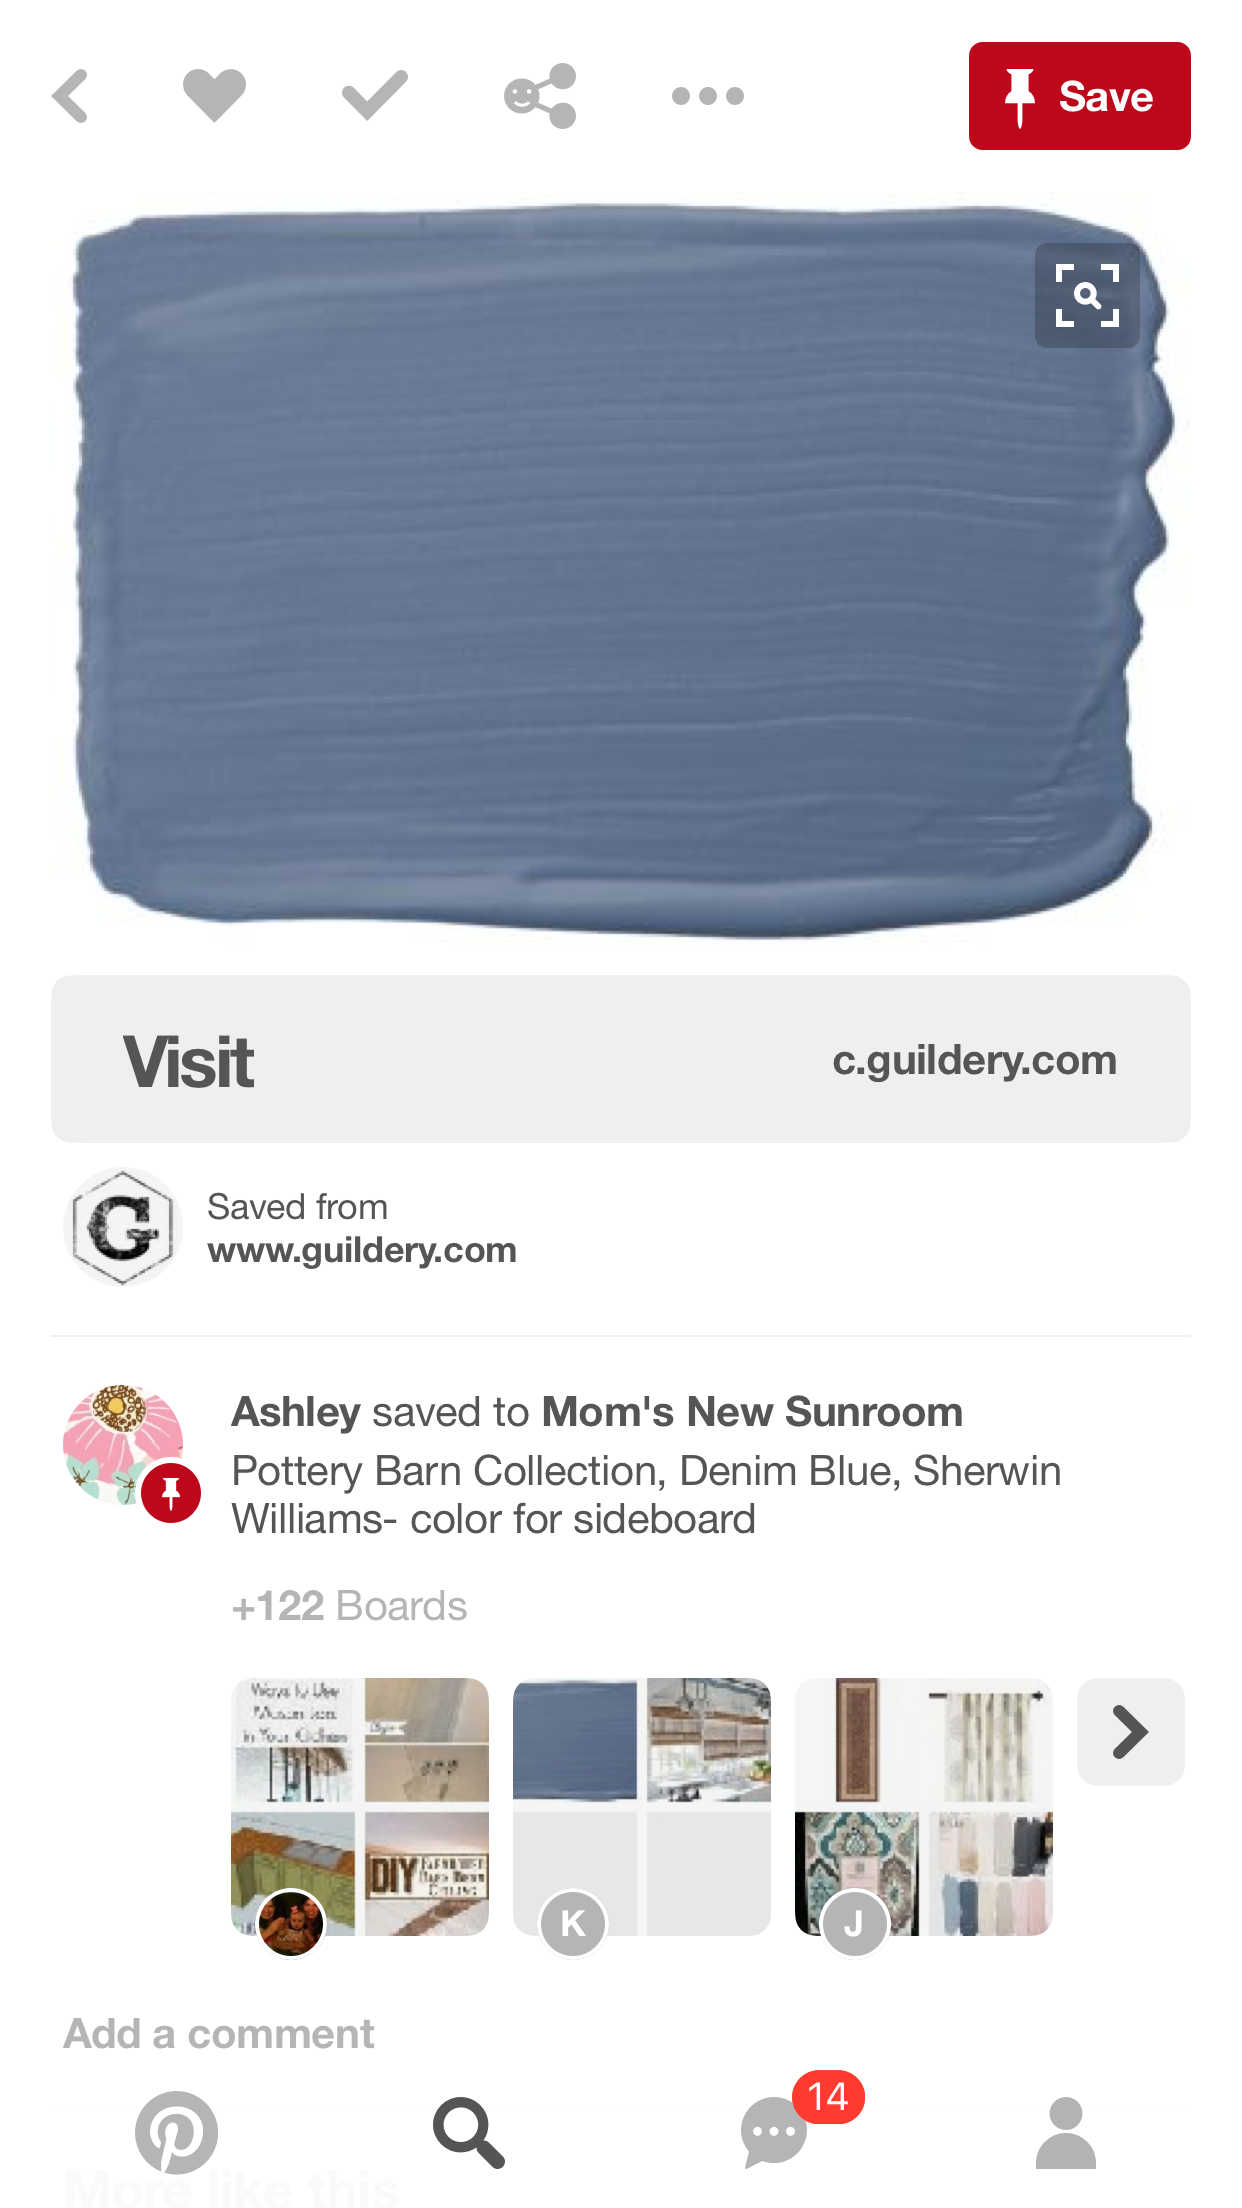 Save
Visit
c.guildery.com
G
Saved from
www.guildery.com
Ashley saved to Mom's New Sunroom
Pottery Barn Collection, Denim Blue, Sherwin
Williams- color for sideboard
+122 Boards
Ways to Use
Mason Jars
in Your Kitchen
DIY
K
J
Add a comment
14
More like this